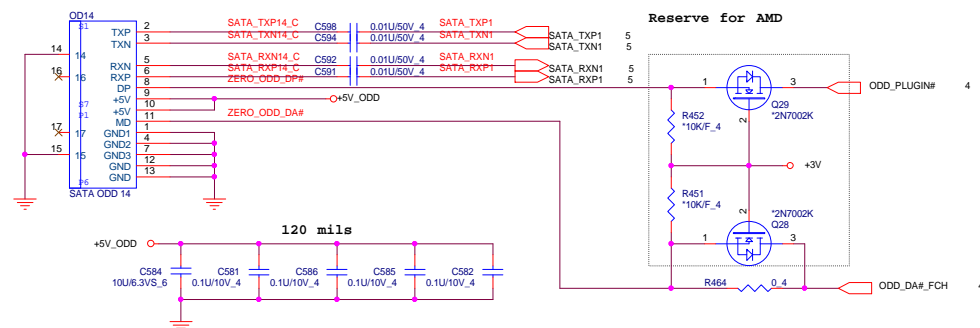 OD14
Reserve for AMD
S1
TXP 2 SATA_TXP14_C C598 0.01U/50V_4 SATA_TXP1 SATA_TXP1 5
TXN 3 SATA_TXN14_C C594 0.01U/50V_4 SATA_TXN1 SATA_TXN1 5
14 14
RXN 5 SATA_RXN14_C C592 0.01U/50V_4 SATA_RXN1 SATA_RXN1 5
16 16 RXP 6 SATA_RXP14_C C591 0.01U/50V_4 SATA_RXP1 SATA_RXP1 5
DP 8 ZERO_ODD_DP#
1 3 ODD_PLUGIN# 4
+5V 9 +5V_ODD
S7
+5V 10
P1
MD 11 ZERO_ODD_DA#
17 17 GND1 1
GND2 4
15 15 GND3 7
GND 12
GND 13
P6
SATA ODD 14
Q29
*2N7002K
2
R452
*10K/F_4
+3V
R451
*10K/F_4
2
*2N7002K
Q28
1 3
R464 0_4 ODD_DA#_FCH
120 mils
+5V_ODD
C584
10U/6.3VS_6
C581
0.1U/10V_4
C586
0.1U/10V_4
C585
0.1U/10V_4
C582
0.1U/10V_4